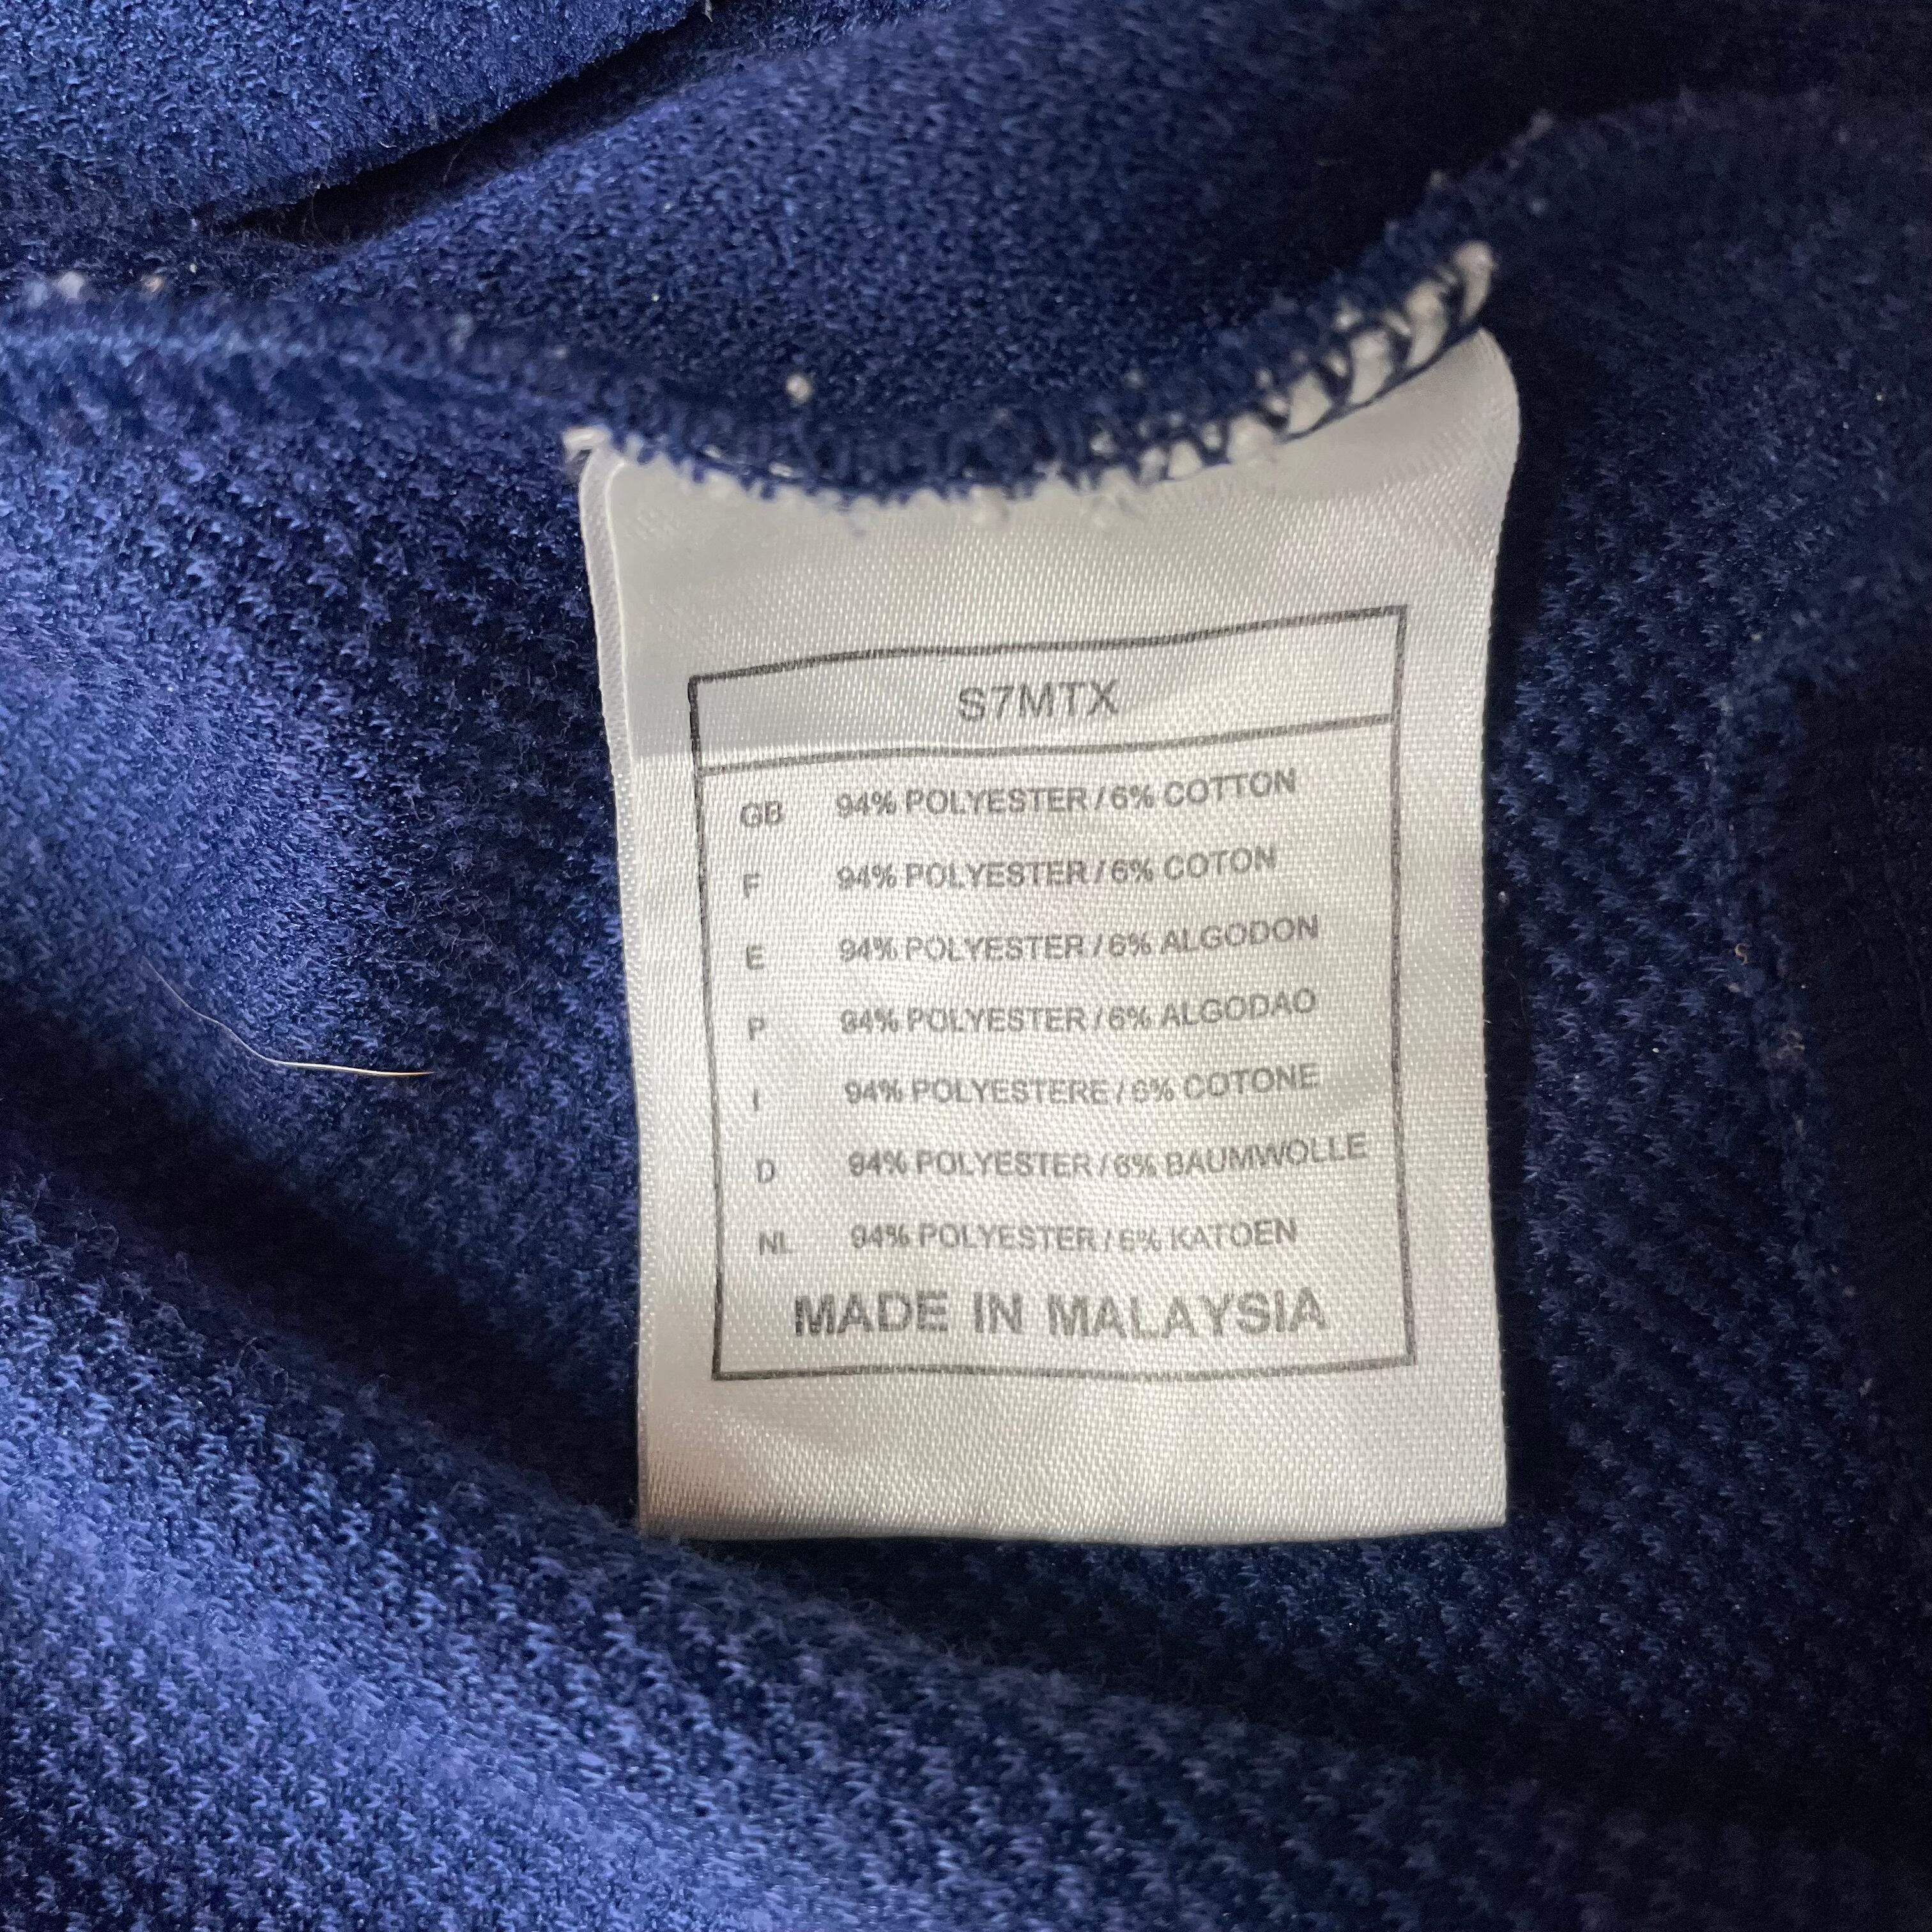 S7MTX
GB 94% POLYESTER / 6% COTTON
F 94% POLYESTER / 6% COTON
E 94% POLYESTER / 6% ALGODON
P 94% POLYESTER / 6% ALGODAO
I 94% POLYESTERE / 6% COTONE
D 94% POLYESTER / 6% BAUMWOLLE
NL 94% POLYESTER / 6% KATOEN
MADE IN MALAYSIA